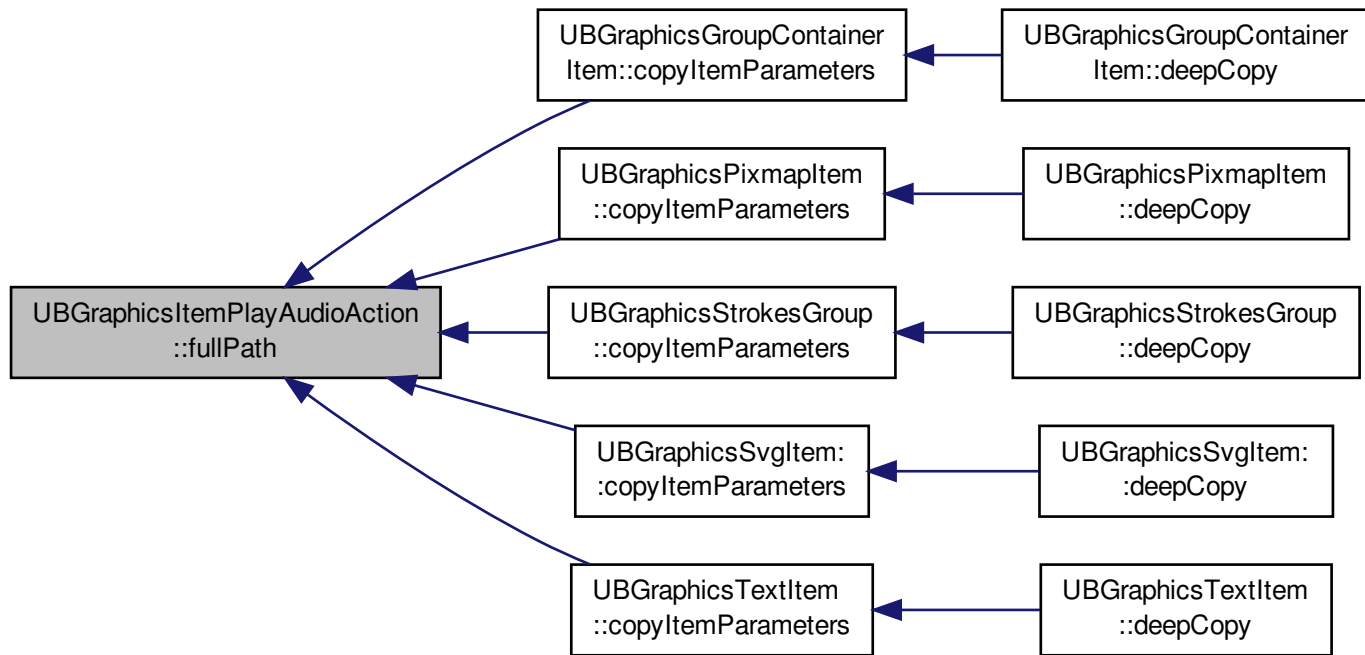 UBGraphicsGroupContainer
Item::copyItemParameters
UBGraphicsGroupContainer
Item::deepCopy
UBGraphicsPixmapItem
::copyItemParameters
UBGraphicsPixmapItem
::deepCopy
UBGraphicsItemPlayAudioAction
::fullPath
UBGraphicsStrokesGroup
::copyItemParameters
UBGraphicsStrokesGroup
::deepCopy
UBGraphicsSvgItem:
:copyItemParameters
UBGraphicsSvgItem:
:deepCopy
UBGraphicsTextItem
::copyItemParameters
UBGraphicsTextItem
::deepCopy